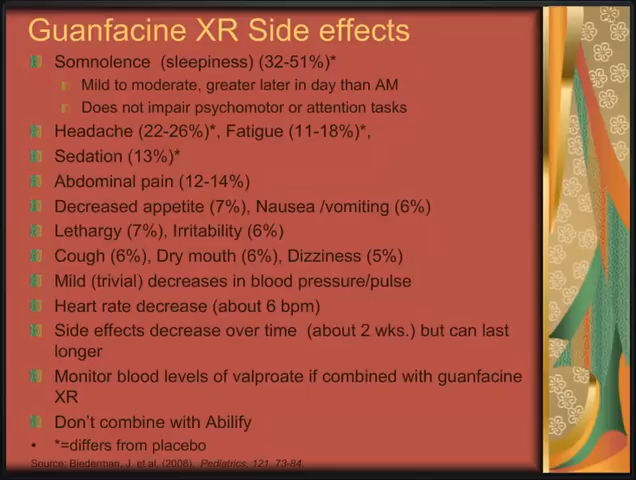 Guanfacine XR Side effects
Somnolence (sleepiness) (32-51%)*
Mild to moderate, greater later in day than AM
Does not impair psychomotor or attention tasks
Headache (22-26%)*, Fatigue (11-18%)*,
Sedation (13%)*
Abdominal pain (12-14%)
Decreased appetite (7%), Nausea /vomiting (6%)
Lethargy (7%), Irritability (6%)
Cough (6%), Dry mouth (6%), Dizziness (5%)
Mild (trivial) decreases in blood pressure/pulse
Heart rate decrease (about 6 bpm)
Side effects decrease over time (about 2 wks.) but can last
longer
Monitor blood levels of valproate if combined with guanfacine
XR
Don't combine with Abilify
• *=differs from placebo
Source: Biederman, J. et al. (2008). Pediatrics, 121, 73-84.